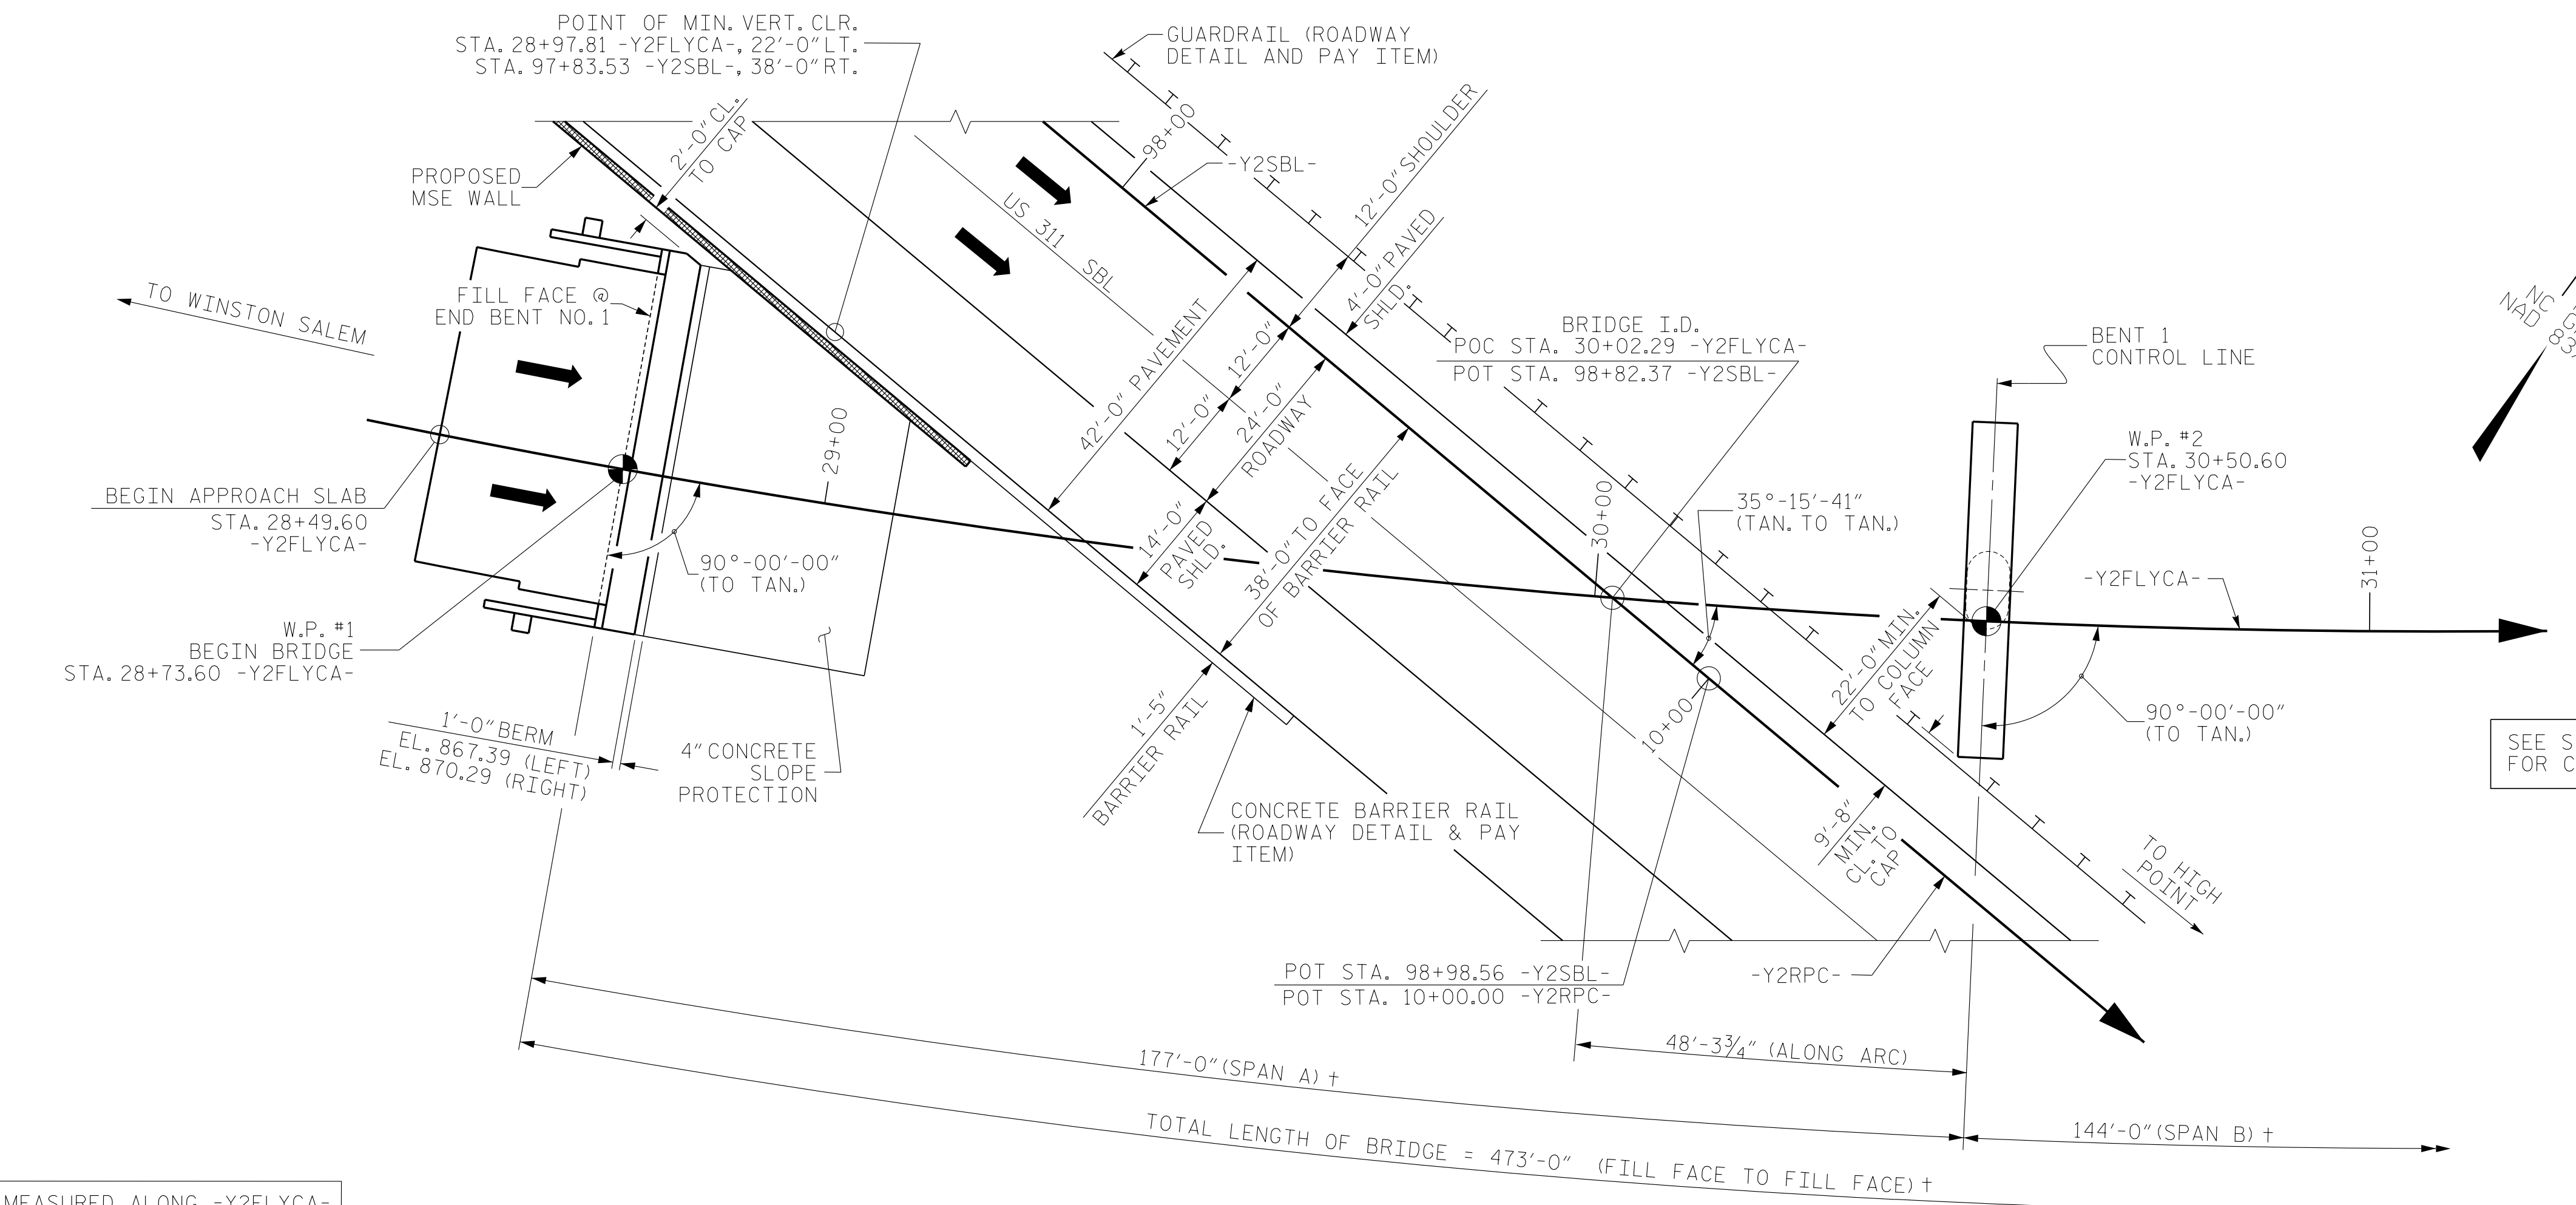 POINT OF MIN. VERT. CLR.
STA. 28+97.81 -Y2FLYCA-, 22'-0" LT.
STA. 97+83.53 -Y2SBL-, 38'-0" RT.
GUARDRAIL (ROADWAY
DETAIL AND PAY ITEM)
2'-0" CL.
TO CAP
98+00
-Y2SBL-
12'-0" SHOULDER
PROPOSED
MSE WALL
US 311
SBL
4'-0" PAVED
SHLD.
TO WINSTON SALEM
FILL FACE @
END BENT NO. 1
42'-0" PAVEMENT
12'-0"
12'-0"
24'-0"
ROADWAY
BRIDGE I.D.
POC STA. 30+02.29 -Y2FLYCA-
POT STA. 98+82.37 -Y2SBL-
BENT 1
CONTROL LINE
NC
NAD 83
W.P. #2
STA. 30+50.60
-Y2FLYCA-
29+00
BEGIN APPROACH SLAB
STA. 28+49.60
-Y2FLYCA-
90°-00'-00"
(TO TAN.)
14'-0"
PAVED
SHLD.
38'-0" TO FACE
OF BARRIER RAIL
30+00
35°-15'-41"
(TAN. TO TAN.)
-Y2FLYCA-
31+00
W.P. #1
BEGIN BRIDGE
STA. 28+73.60 -Y2FLYCA-
22'-0" MIN.
TO COLUMN
FACE
90°-00'-00"
(TO TAN.)
1'-0" BERM
EL. 867.39 (LEFT)
EL. 870.29 (RIGHT)
4" CONCRETE
SLOPE
PROTECTION
1'-5"
BARRIER RAIL
10+00
SEE S
FOR C
CONCRETE BARRIER RAIL
(ROADWAY DETAIL & PAY
ITEM)
9'-8"
MIN.
CL. TO
CAP
TO HIGH
POINT
POT STA. 98+98.56 -Y2SBL-
POT STA. 10+00.00 -Y2RPC-
-Y2RPC-
48'-3¾" (ALONG ARC)
177'-0" (SPAN A) †
144'-0" (SPAN B) †
TOTAL LENGTH OF BRIDGE = 473'-0" (FILL FACE TO FILL FACE) †
MEASURED ALONG -Y2FLYCA-